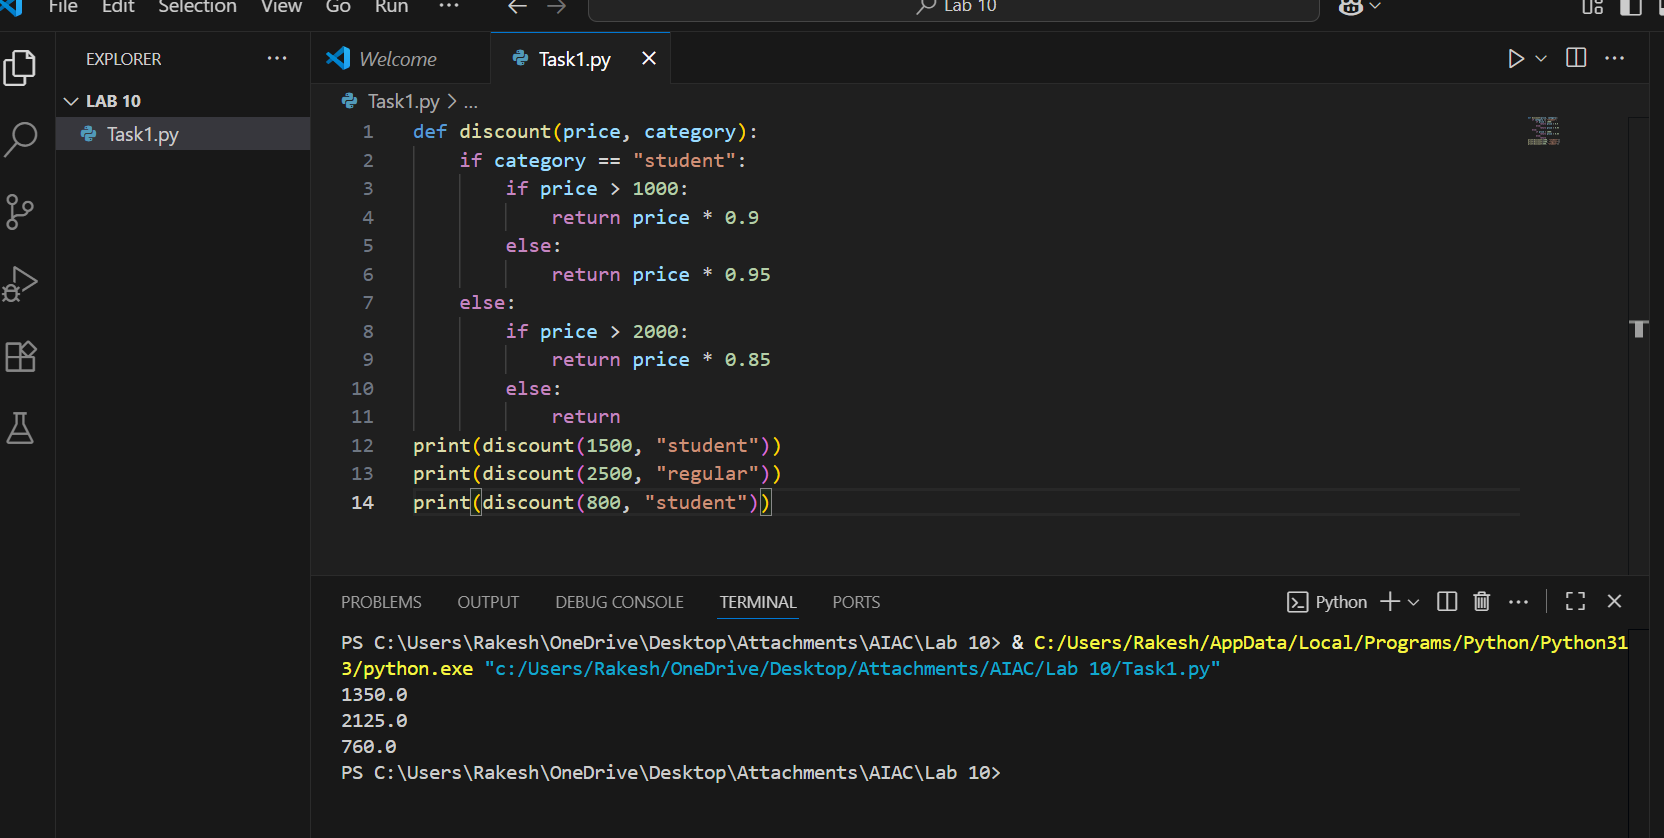 File Edit Selection View Go Run ··· ← → Lab 10
EXPLORER ···
LAB 10
Task1.py
Welcome
Task1.py ×
Task1.py > ...
1 def discount(price, category):
2     if category == "student":
3         if price > 1000:
4             return price * 0.9
5         else:
6             return price * 0.95
7     else:
8         if price > 2000:
9             return price * 0.85
10         else:
11             return
12 print(discount(1500, "student"))
13 print(discount(2500, "regular"))
14 print(discount(800, "student"))
PROBLEMS OUTPUT DEBUG CONSOLE TERMINAL PORTS
Python
PS C:\Users\Rakesh\OneDrive\Desktop\Attachments\AIAC\Lab 10> & C:/Users/Rakesh/AppData/Local/Programs/Python/Python31
3/python.exe "c:/Users/Rakesh/OneDrive/Desktop/Attachments/AIAC/Lab 10/Task1.py"
1350.0
2125.0
760.0
PS C:\Users\Rakesh\OneDrive\Desktop\Attachments\AIAC\Lab 10>